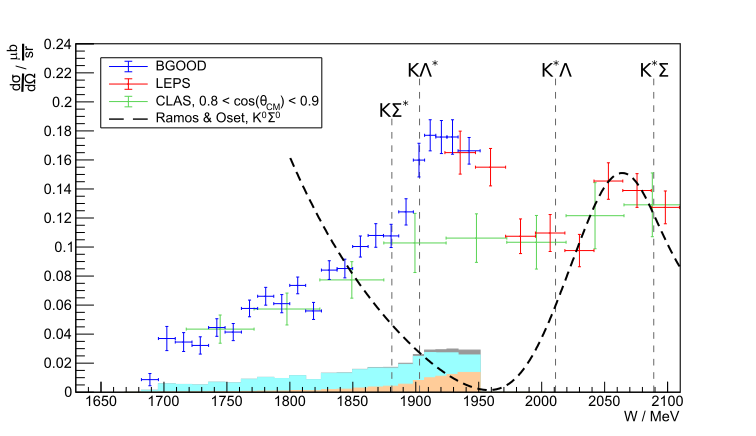 dσ/dΩ / μb/sr
0.24
0.22
0.2
0.18
0.16
0.14
0.12
0.1
0.08
0.06
0.04
0.02
0
BGOOD
LEPS
CLAS, 0.8 < cos(θ_CM) < 0.9
Ramos & Oset, K⁰Σ⁰
KΣ*
KΛ*
K*Λ
K*Σ
1650 1700 1750 1800 1850 1900 1950 2000 2050 2100
W / MeV